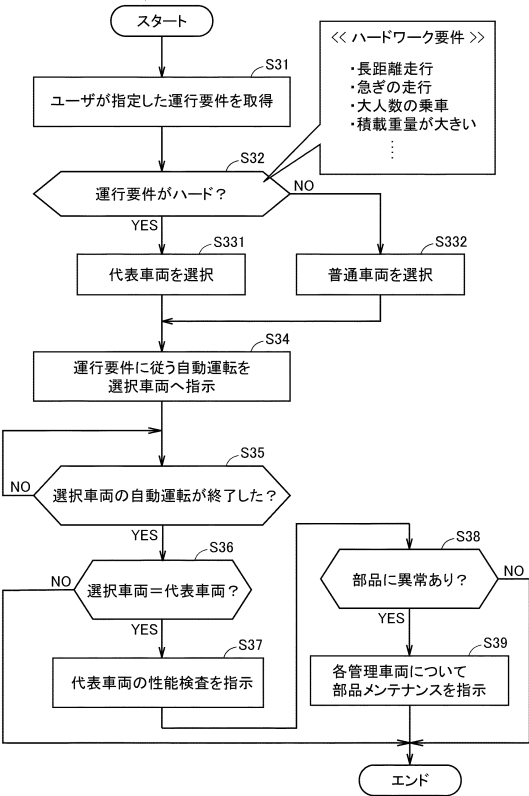 スタート
<< ハードワーク要件 >>
・長距離走行
・急ぎの走行
・大人数の乗車
・積載重量が大きい
⋮
S31
ユーザが指定した運行要件を取得
S32
運行要件がハード？
NO
YES
S331
代表車両を選択
S332
普通車両を選択
S34
運行要件に従う自動運転を
選択車両へ指示
S35
NO
選択車両の自動運転が終了した？
YES
S36
NO
選択車両＝代表車両？
YES
S37
代表車両の性能検査を指示
S38
部品に異常あり？
NO
YES
S39
各管理車両について
部品メンテナンスを指示
エンド